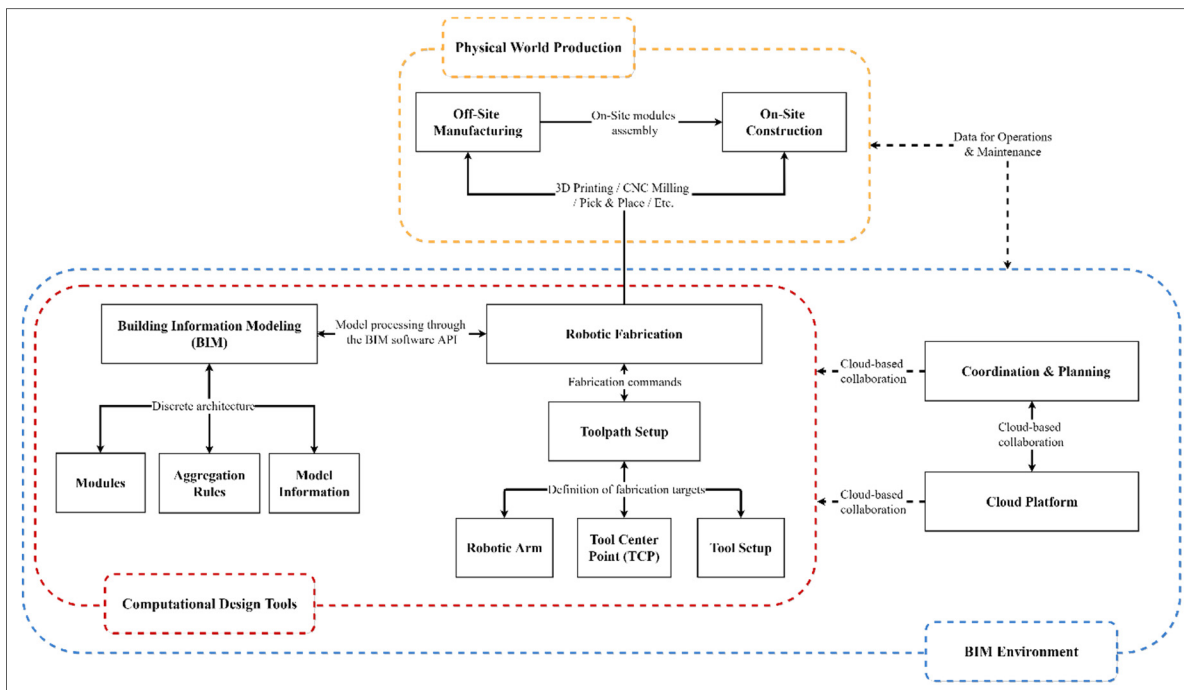 Physical World Production
Off-Site
Manufacturing
On-Site modules
assembly
On-Site
Construction
Data for Operations
& Maintenance
3D Printing / CNC Milling
/ Pick & Place / Etc.
Building Information Modeling
(BIM)
Model processing through
the BIM software API
Robotic Fabrication
Cloud-based
collaboration
Coordination & Planning
Fabrication commands
Discrete architecture
Toolpath Setup
Cloud-based
collaboration
Modules
Aggregation
Rules
Model
Information
Definition of fabrication targets
Cloud-based
collaboration
Cloud Platform
Robotic Arm
Tool Center
Point (TCP)
Tool Setup
Computational Design Tools
BIM Environment